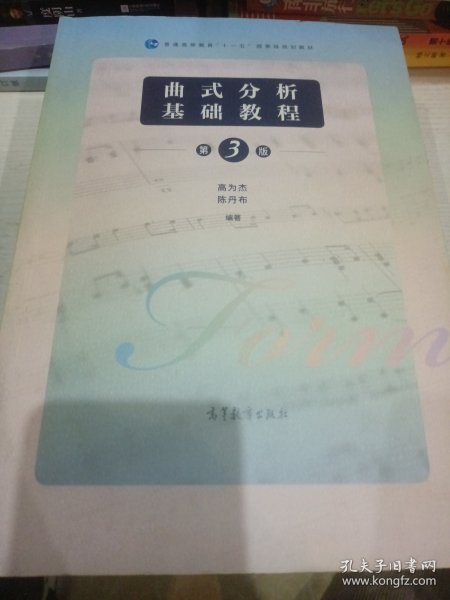 普通高等教育“十一五”国家级规划教材
曲式分析
基础教程
第3版
高为杰
陈丹布
编著
Form
高等教育出版社
孔夫子旧书网
www.kongfz.com